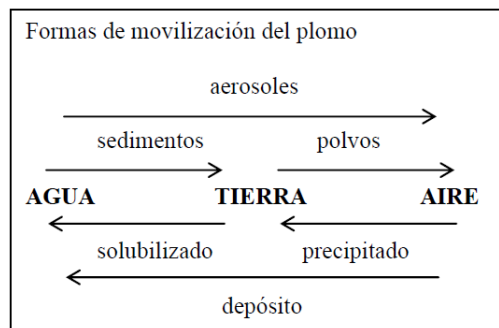 Formas de movilización del plomo
aerosoles
sedimentos polvos
AGUA TIERRA AIRE
solubilizado precipitado
depósito